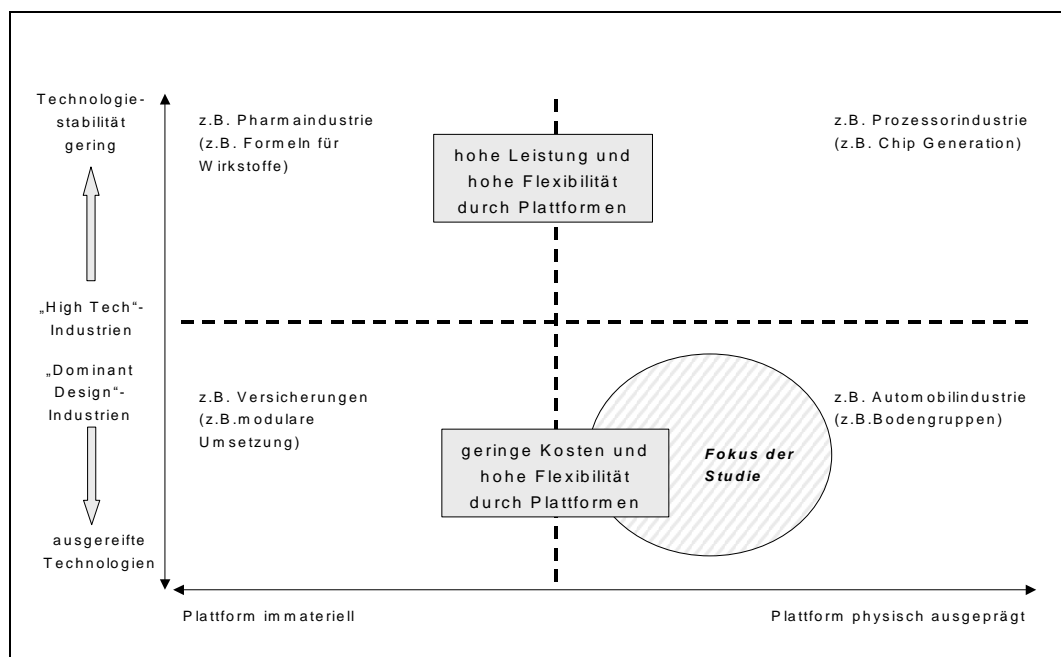 Technologie-
stabilität
gering
„High Tech“-
Industrien
„Dominant
Design“-
Industrien
ausgereifte
Technologien
z.B. Pharmaindustrie
(z.B. Formeln für
Wirkstoffe)
hohe Leistung und
hohe Flexibilität
durch Plattformen
z.B. Prozessorindustrie
(z.B. Chip Generation)
z.B. Versicherungen
(z.B.modulare
Umsetzung)
geringe Kosten und
hohe Flexibilität
durch Plattformen
Fokus der
Studie
z.B. Automobilindustrie
(z.B.Bodengruppen)
Plattform immateriell
Plattform physisch ausgeprägt